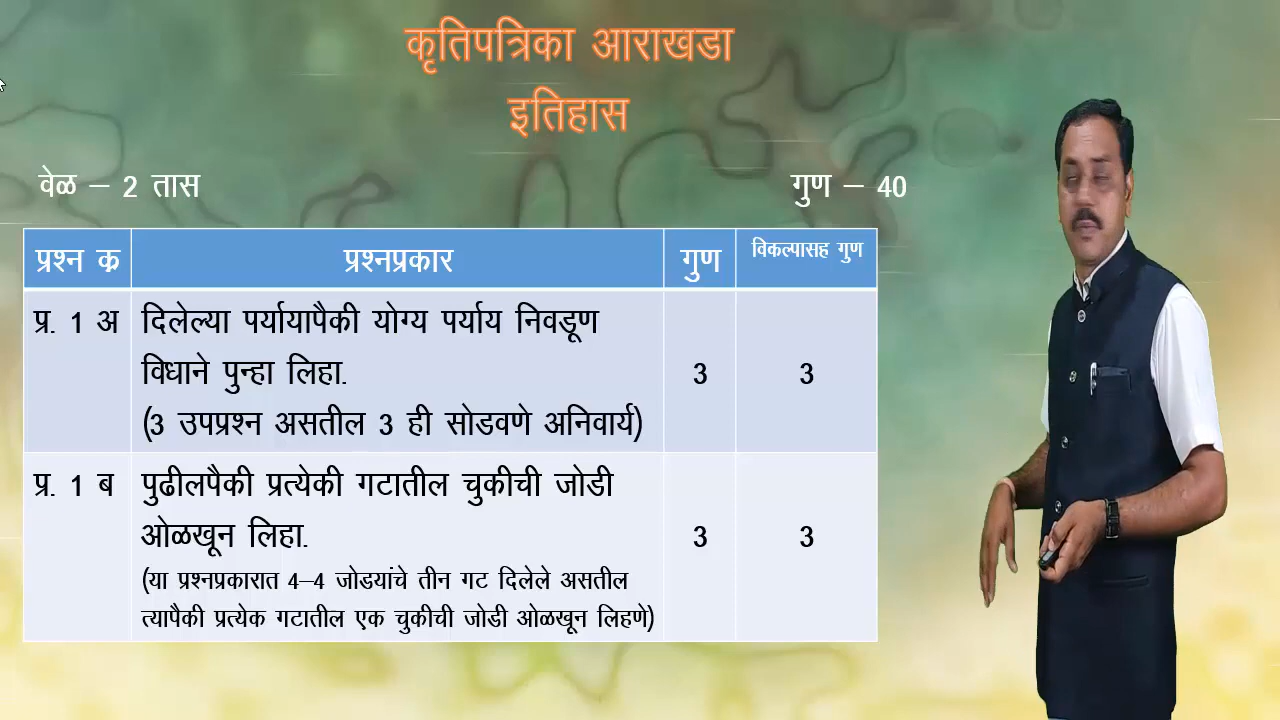 कृतिपत्रिका आराखडा
इतिहास
वेळ – 2 तास
गुण – 40
प्रश्न क
प्रश्नप्रकार
गुण
विकल्पासह गुण
प्र. 1 अ
दिलेल्या पर्यायापैकी योग्य पर्याय निवडूण
विधाने पुन्हा लिहा.
(3 उपप्रश्न असतील 3 ही सोडवणे अनिवार्य)
3
3
प्र. 1 ब
पुढीलपैकी प्रत्येकी गटातील चुकीची जोडी
ओळखून लिहा.
(या प्रश्नप्रकारात 4–4 जोडयांचे तीन गट दिलेले असतील
त्यापैकी प्रत्येक गटातील एक चुकीची जोडी ओळखून लिहणे)
3
3